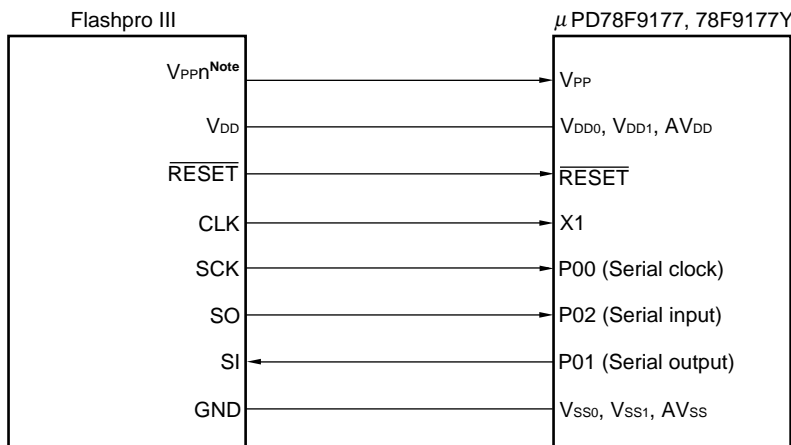 Flashpro III
μPD78F9177, 78F9177Y
VPPnNote
VPP
VDD
VDD0, VDD1, AVDD
RESET
RESET
CLK
X1
SCK
P00 (Serial clock)
SO
P02 (Serial input)
SI
P01 (Serial output)
GND
VSS0, VSS1, AVSS